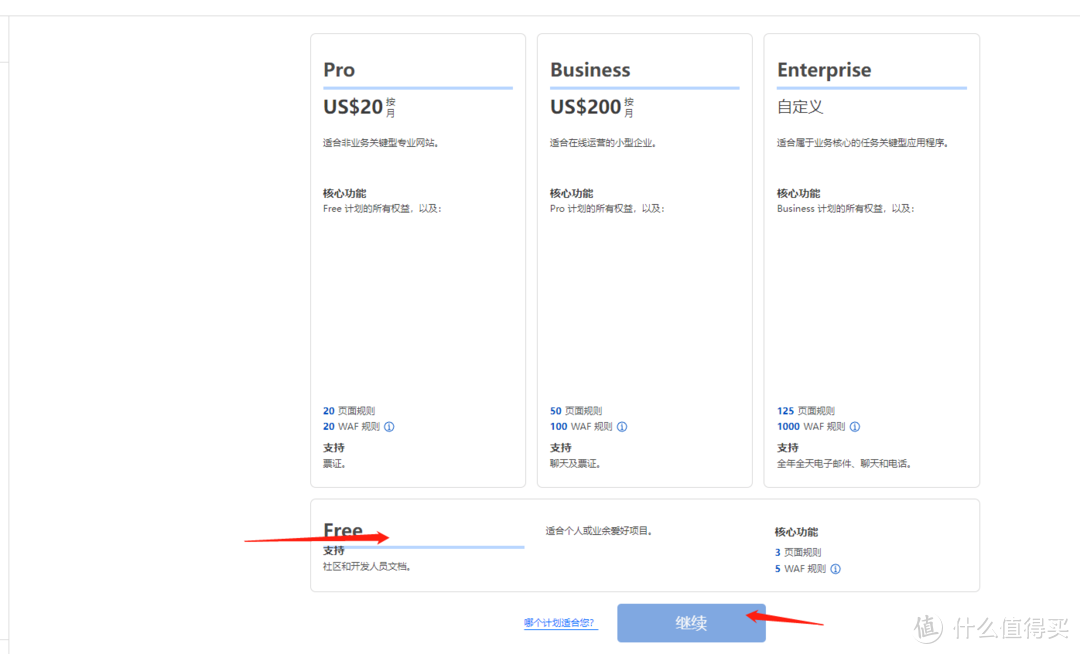 Pro
US$20 按月
适合非业务关键型专业网站。
核心功能
Free 计划的所有权益，以及：
20 页面规则
20 WAF 规则
支持
票证。
Business
US$200 按月
适合在线运营的小型企业。
核心功能
Pro 计划的所有权益，以及：
50 页面规则
100 WAF 规则
支持
聊天及票证。
Enterprise
自定义
适合属于业务核心的任务关键型应用程序。
核心功能
Business 计划的所有权益，以及：
125 页面规则
1000 WAF 规则
支持
全年全天电子邮件、聊天和电话。
Free
支持
社区和开发人员文档。
适合个人或业余爱好项目。
核心功能
3 页面规则
5 WAF 规则
哪个计划适合您?
继续
值 什么值得买